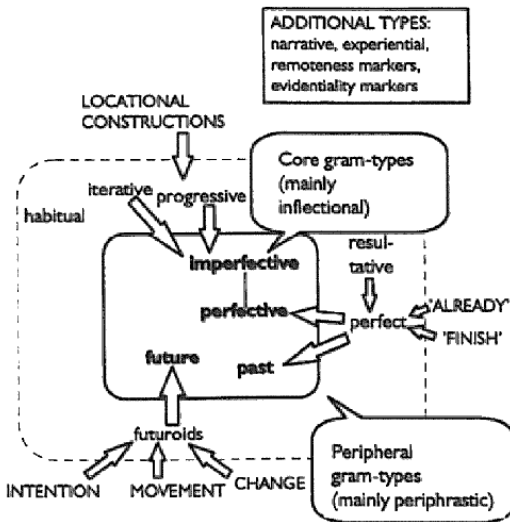 ADDITIONAL TYPES:
narrative, experiential,
remoteness markers,
evidentiality markers
LOCATIONAL
CONSTRUCTIONS
Core gram-types
(mainly
inflectional)
iterative
progressive
habitual
imperfective
resul-
tative
perfective
perfect
'ALREADY'
'FINISH'
future
past
futuroids
INTENTION
MOVEMENT
CHANGE
Peripheral
gram-types
(mainly periphrastic)